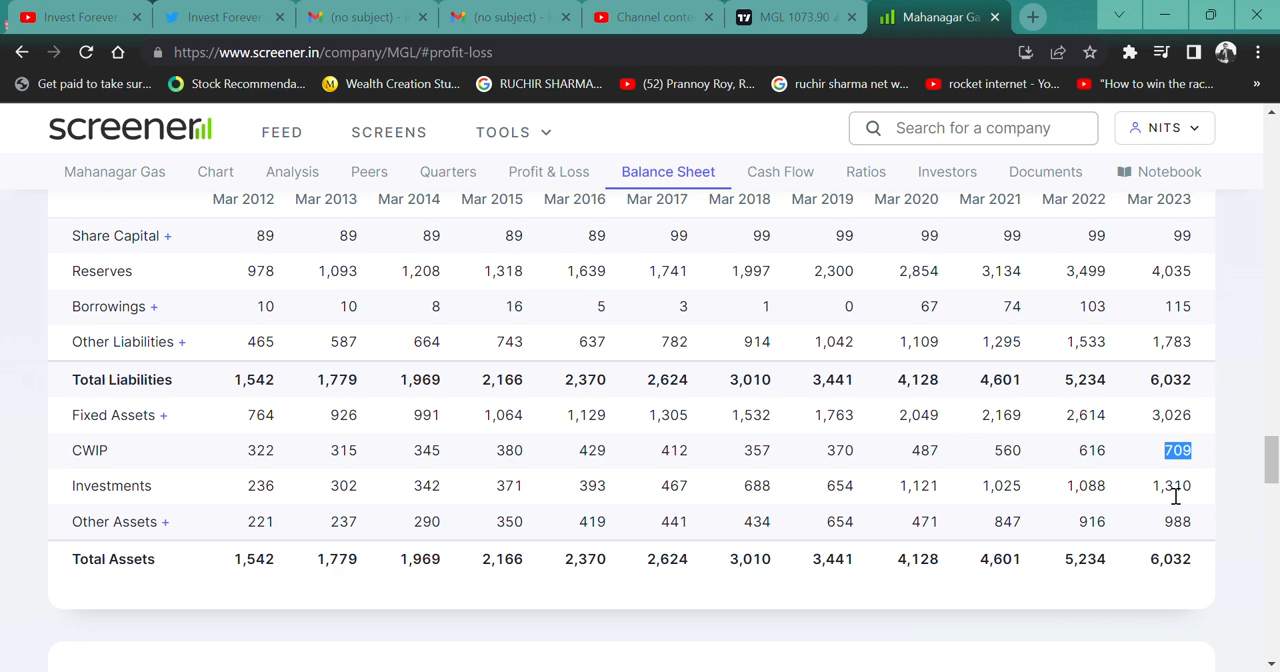 Invest Forever
Invest Forever
(no subject) -
(no subject) -
Channel conte
MGL 1073.90
Mahanagar Ga
https://www.screener.in/company/MGL/#profit-loss
Get paid to take sur...
Stock Recommenda...
Wealth Creation Stu...
RUCHIR SHARMA...
(52) Prannoy Roy, R...
ruchir sharma net w...
rocket internet - Yo...
"How to win the rac...
»
screener
FEED
SCREENS
TOOLS
Search for a company
NITS
Mahanagar Gas Chart Analysis Peers Quarters Profit & Loss Balance Sheet Cash Flow Ratios Investors Documents Notebook
Mar 2012 Mar 2013 Mar 2014 Mar 2015 Mar 2016 Mar 2017 Mar 2018 Mar 2019 Mar 2020 Mar 2021 Mar 2022 Mar 2023
Share Capital + 89 89 89 89 89 99 99 99 99 99 99 99
Reserves 978 1,093 1,208 1,318 1,639 1,741 1,997 2,300 2,854 3,134 3,499 4,035
Borrowings + 10 10 8 16 5 3 1 0 67 74 103 115
Other Liabilities + 465 587 664 743 637 782 914 1,042 1,109 1,295 1,533 1,783
Total Liabilities 1,542 1,779 1,969 2,166 2,370 2,624 3,010 3,441 4,128 4,601 5,234 6,032
Fixed Assets + 764 926 991 1,064 1,129 1,305 1,532 1,763 2,049 2,169 2,614 3,026
CWIP 322 315 345 380 429 412 357 370 487 560 616 709
Investments 236 302 342 371 393 467 688 654 1,121 1,025 1,088 1,310
Other Assets + 221 237 290 350 419 441 434 654 471 847 916 988
Total Assets 1,542 1,779 1,969 2,166 2,370 2,624 3,010 3,441 4,128 4,601 5,234 6,032